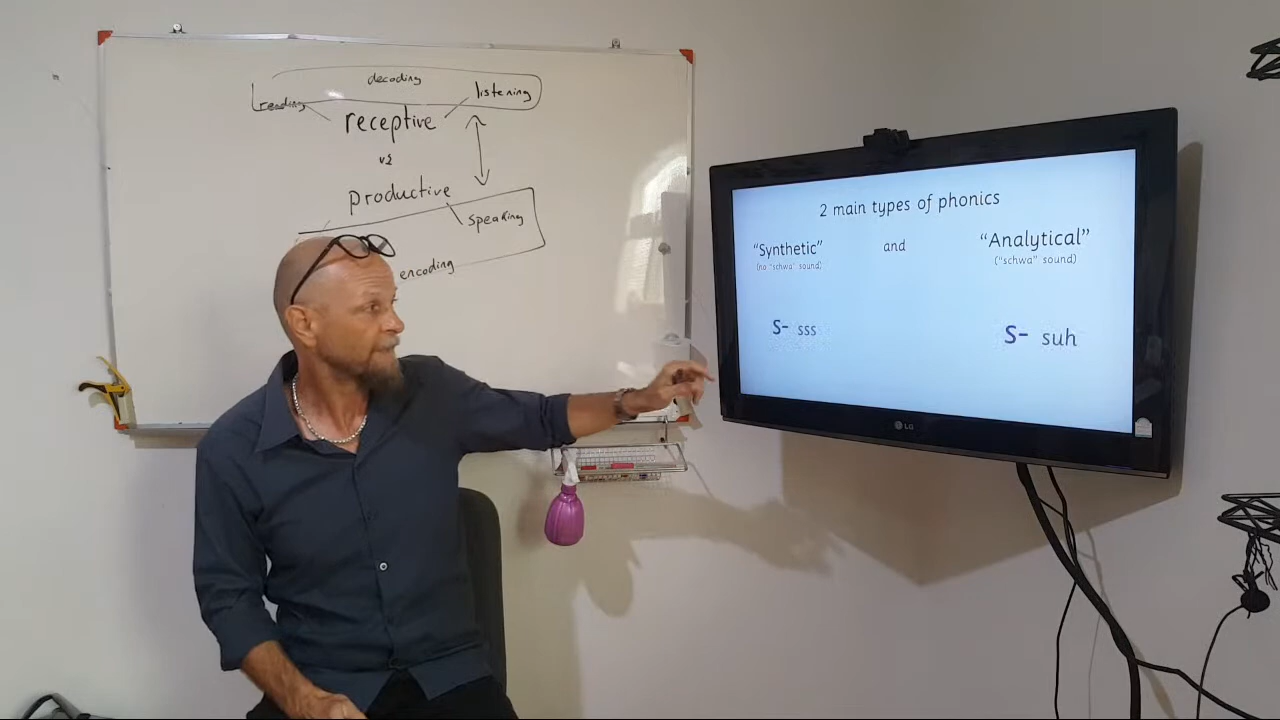 decoding
reading
listening
receptive
vs
productive
speaking
encoding
2 main types of phonics
"Synthetic" and "Analytical"
(no "schwa" sound) ("schwa" sound)
S- sss S- suh
LG